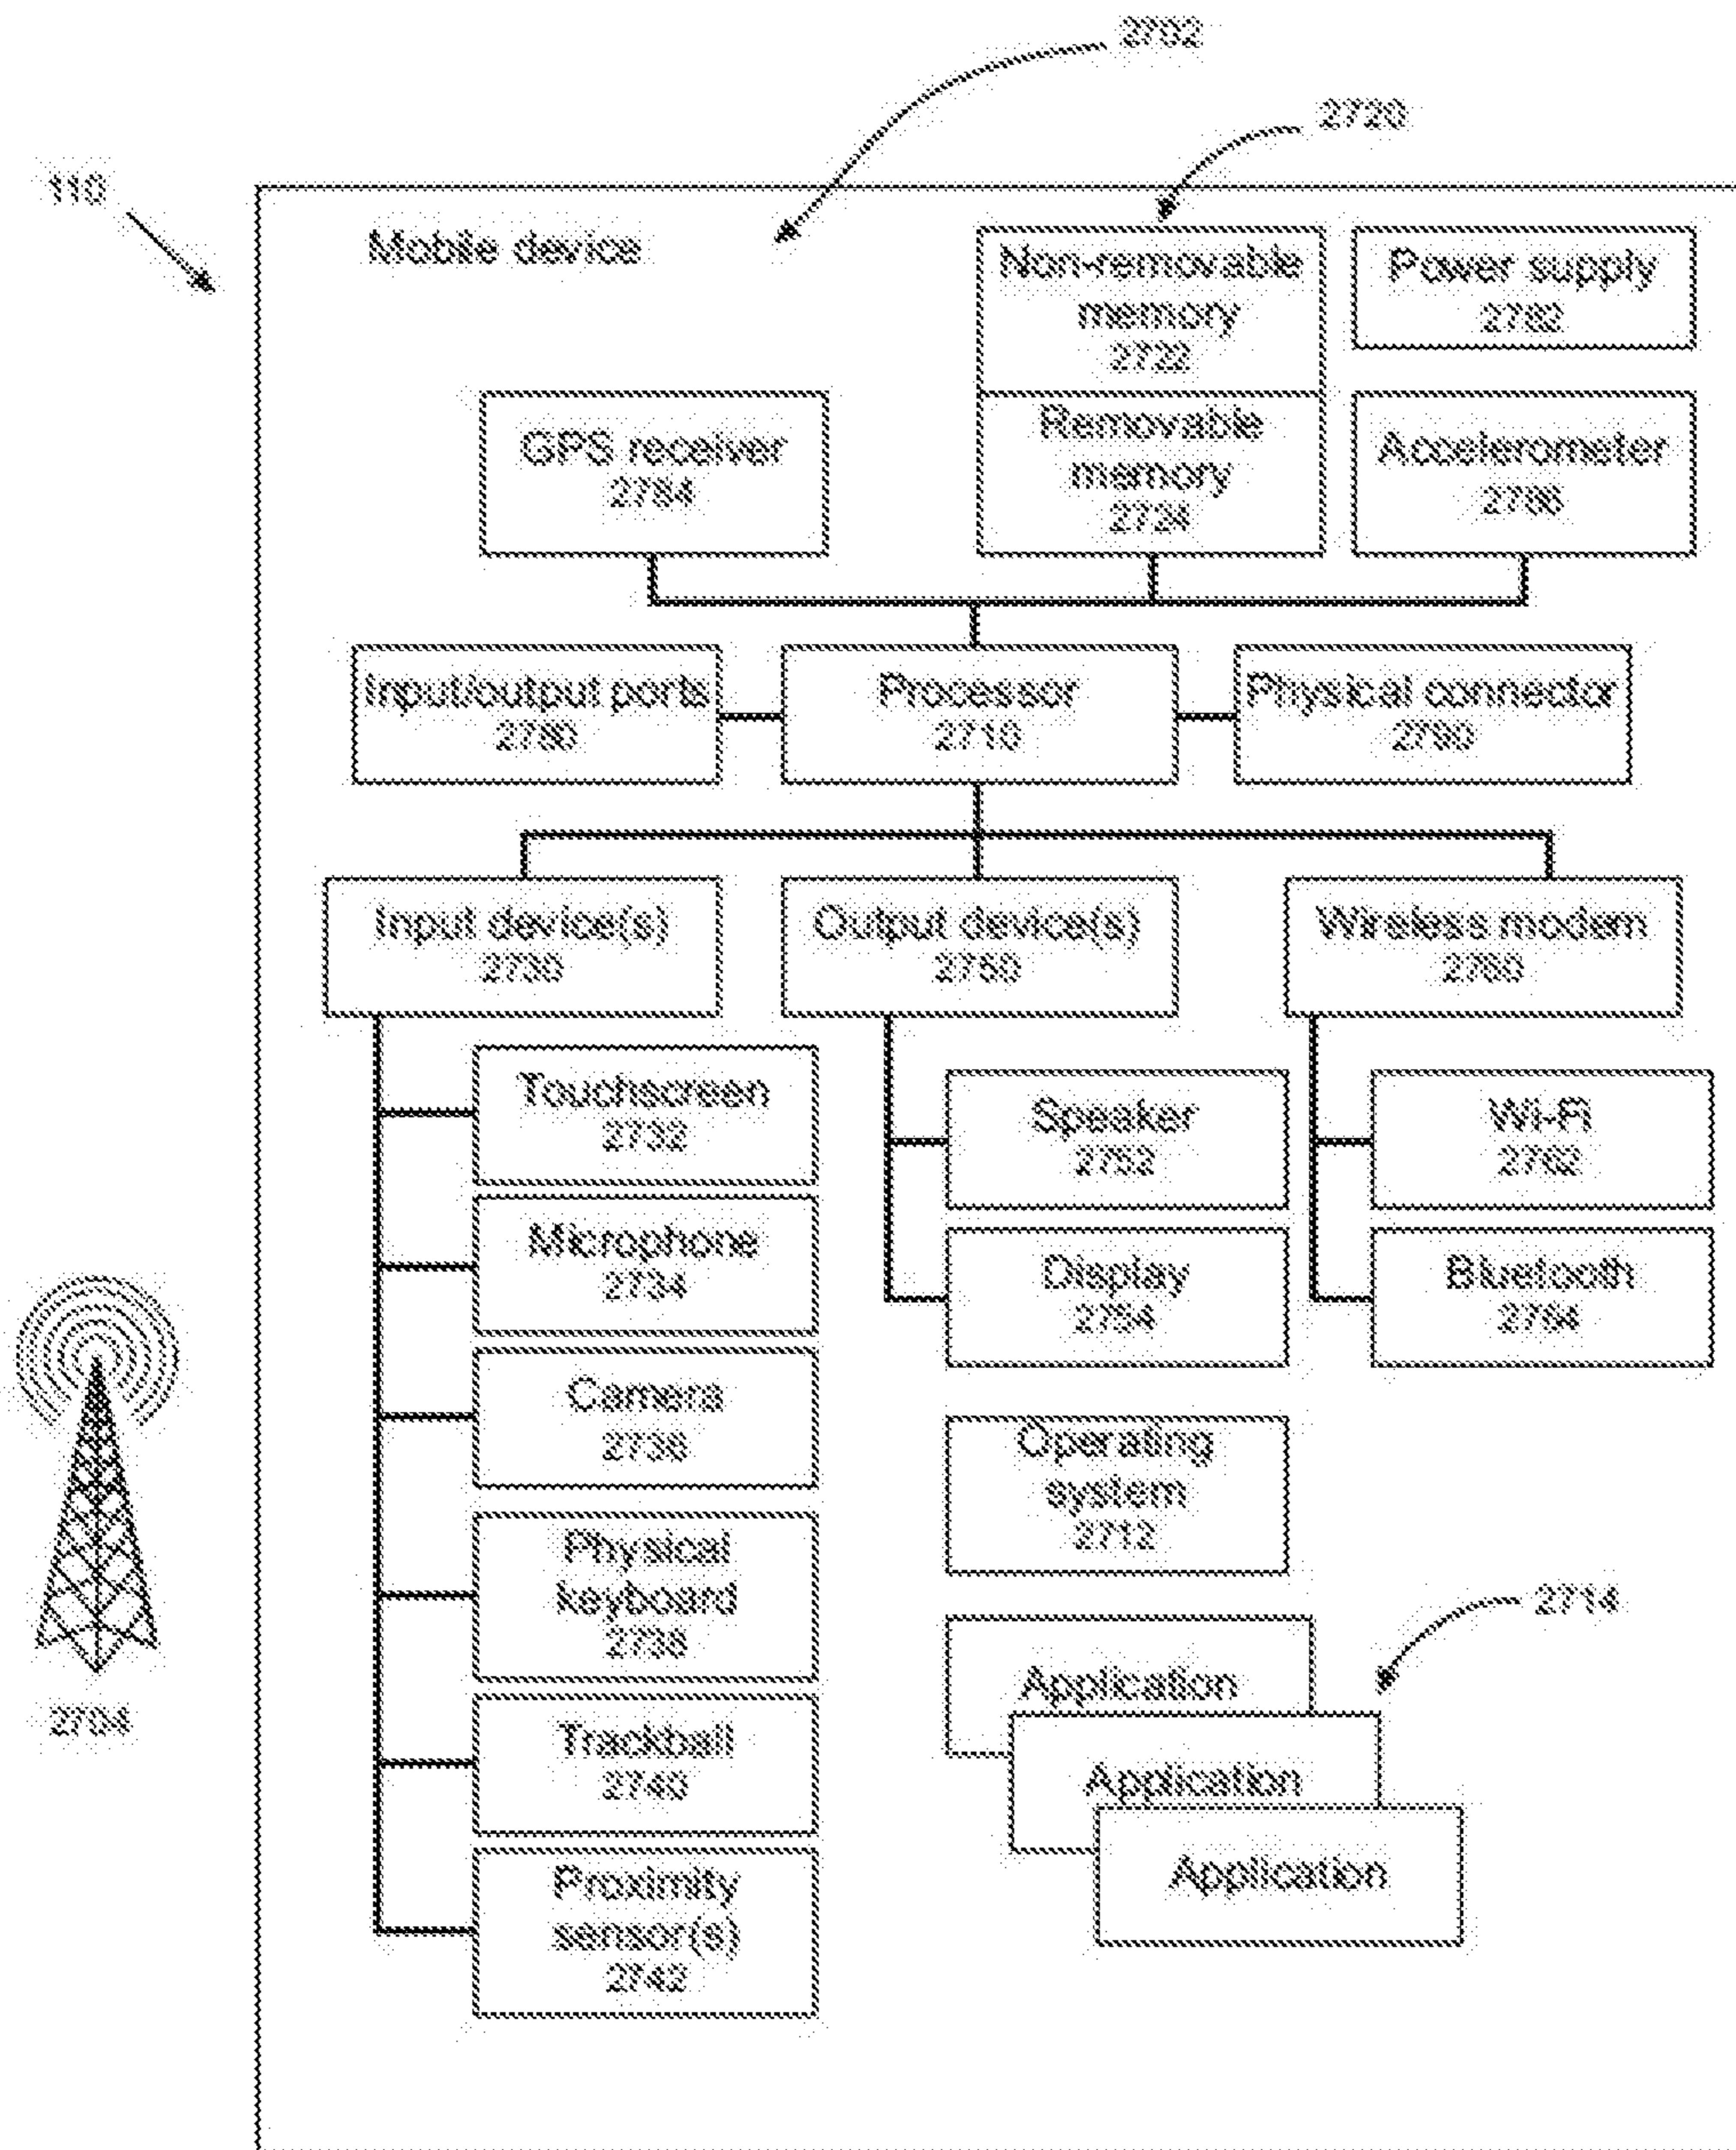 2702
2720
110
Mobile device
Non-removable
memory
2722
Power supply
2782
GPS receiver
2784
Removable
memory
2724
Accelerometer
2786
Input/output ports
2780
Processor
2710
Physical connector
2790
Input device(s)
2730
Output device(s)
2750
Wireless modem
2760
Touchscreen
2732
Speaker
2752
Wi-Fi
2762
Microphone
2734
Display
2754
Bluetooth
2764
Camera
2736
Operating
system
2712
Physical
keyboard
2738
2714
Application
Trackball
2740
Application
Application
Proximity
sensor(s)
2742
2704